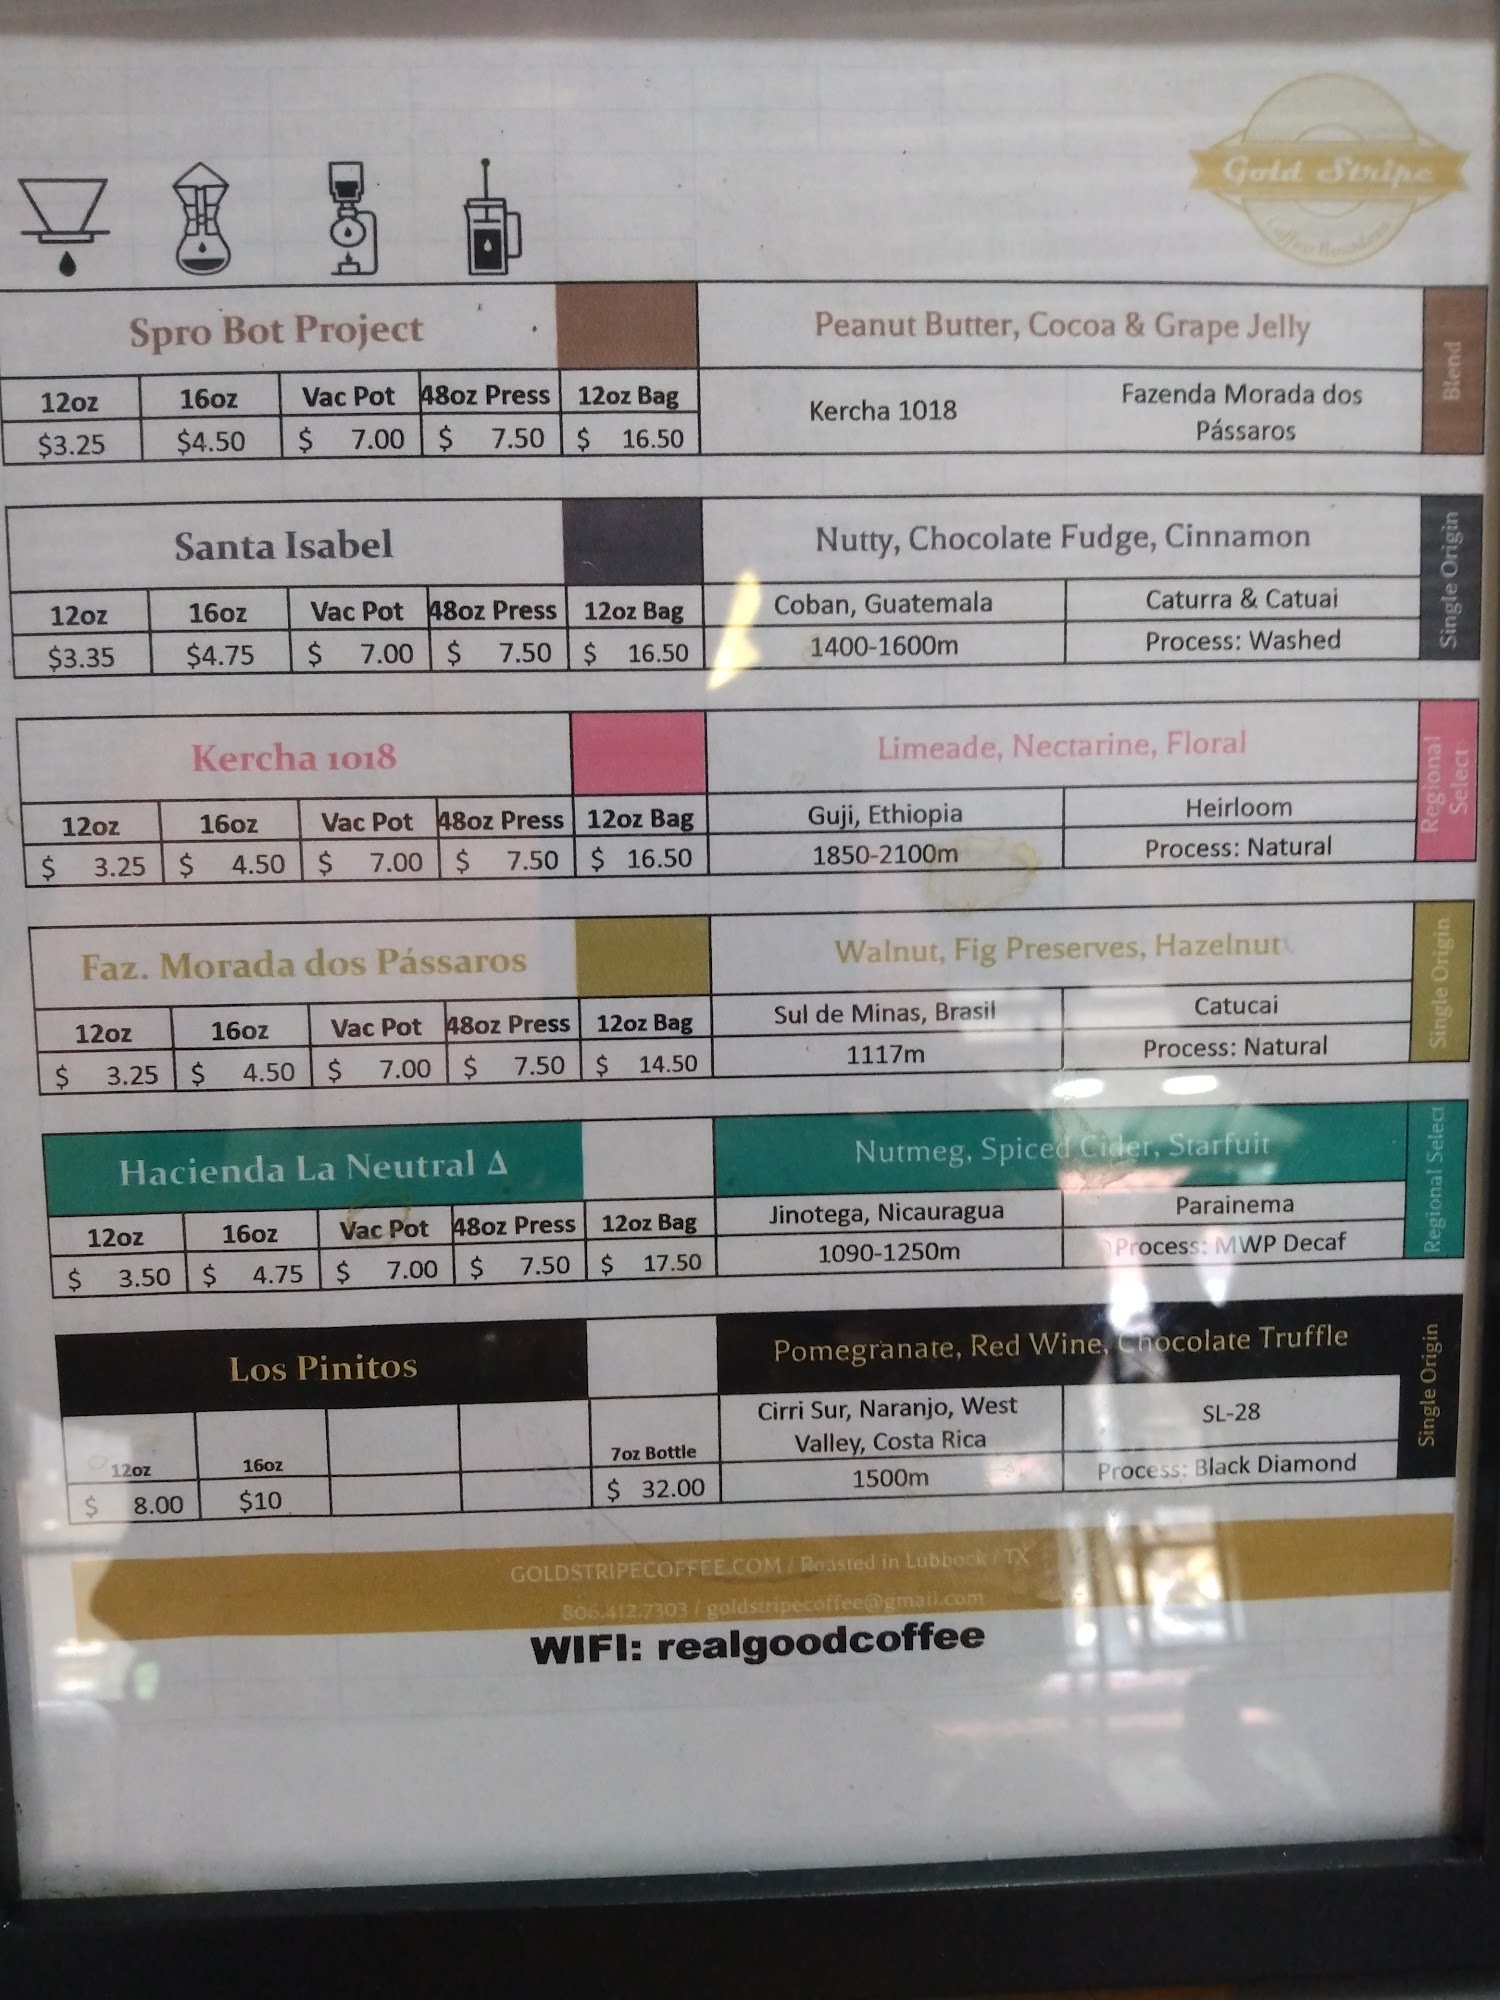 Gold Stripe
Coffee Roasters
Spro Bot Project
Peanut Butter, Cocoa & Grape Jelly
Blend
12oz 16oz Vac Pot 48oz Press 12oz Bag
$3.25 $4.50 $ 7.00 $ 7.50 $ 16.50
Kercha 1018
Fazenda Morada dos
Pássaros
Santa Isabel
Nutty, Chocolate Fudge, Cinnamon
Single Origin
12oz 16oz Vac Pot 48oz Press 12oz Bag
$3.35 $4.75 $ 7.00 $ 7.50 $ 16.50
Coban, Guatemala Caturra & Catuai
1400-1600m Process: Washed
Kercha 1018
Limeade, Nectarine, Floral
Regional
Select
12oz 16oz Vac Pot 48oz Press 12oz Bag
$ 3.25 $ 4.50 $ 7.00 $ 7.50 $ 16.50
Guji, Ethiopia Heirloom
1850-2100m Process: Natural
Faz. Morada dos Pássaros
Walnut, Fig Preserves, Hazelnut
Single Origin
12oz 16oz Vac Pot 48oz Press 12oz Bag
$ 3.25 $ 4.50 $ 7.00 $ 7.50 $ 14.50
Sul de Minas, Brasil Catucai
1117m Process: Natural
Hacienda La Neutral Δ
Nutmeg, Spiced Cider, Starfuit
Regional Select
12oz 16oz Vac Pot 48oz Press 12oz Bag
$ 3.50 $ 4.75 $ 7.00 $ 7.50 $ 17.50
Jinotega, Nicauragua Parainema
1090-1250m Process: MWP Decaf
Los Pinitos
Pomegranate, Red Wine, Chocolate Truffle
Single Origin
12oz 16oz 7oz Bottle
$ 8.00 $10 $ 32.00
Cirri Sur, Naranjo, West
Valley, Costa Rica
SL-28
1500m Process: Black Diamond
GOLDSTRIPECOFFEE.COM / Roasted in Lubbock / TX
806.412.7303 / goldstripecoffee@gmail.com
WIFI: realgoodcoffee